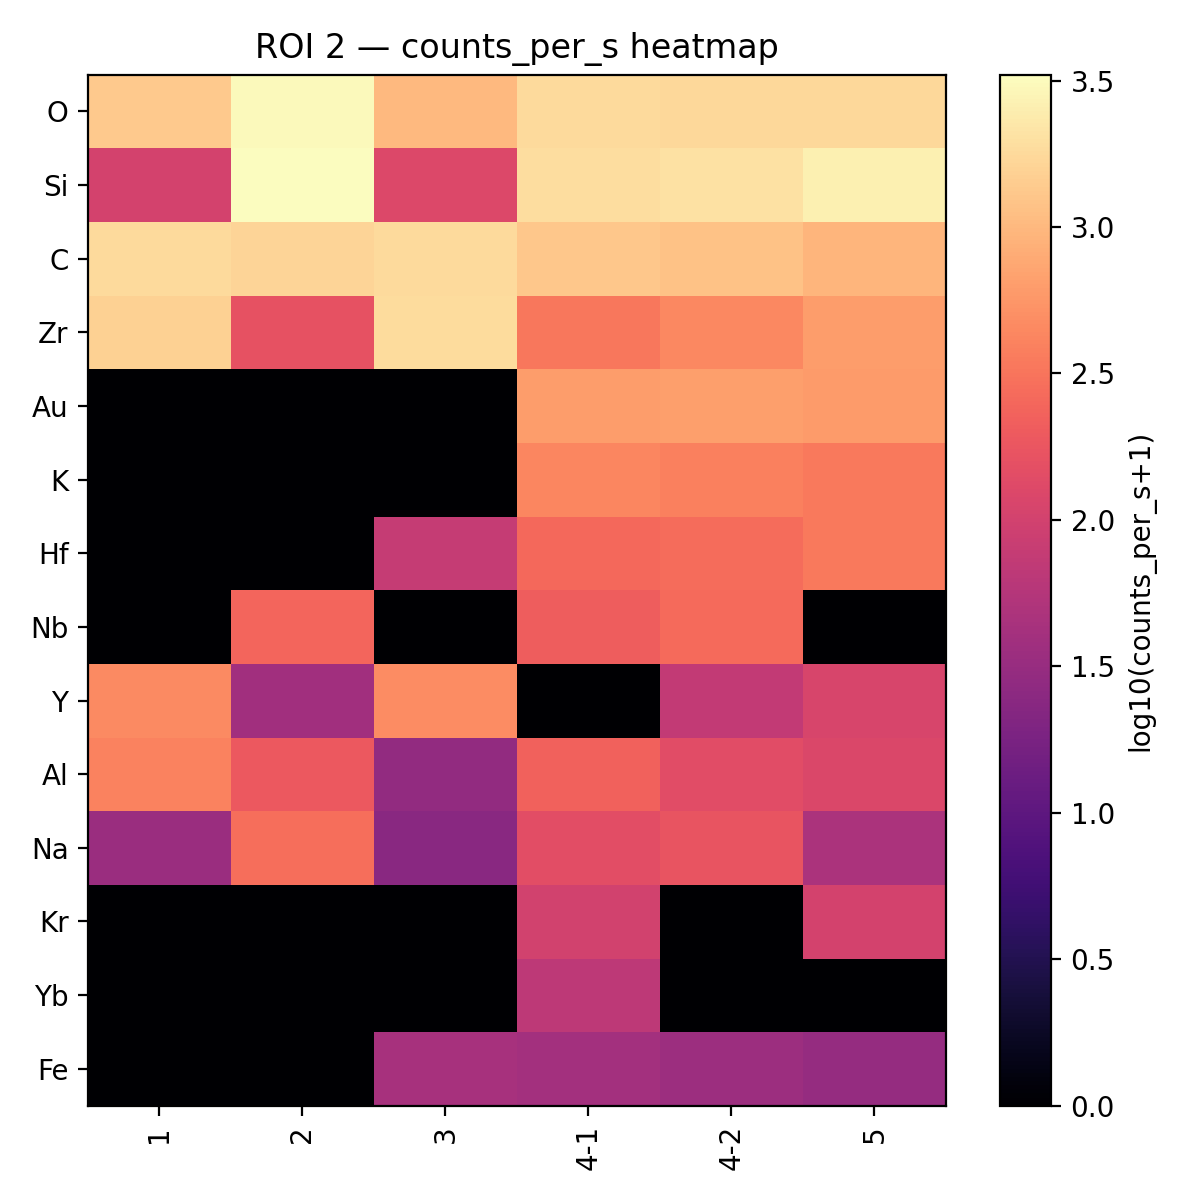 ROI 2 — counts_per_s heatmap
O
Si
C
Zr
Au
K
Hf
Nb
Y
Al
Na
Kr
Yb
Fe
1
2
3
4-1
4-2
5
3.5
3.0
2.5
2.0
1.5
1.0
0.5
0.0
log10(counts_per_s+1)